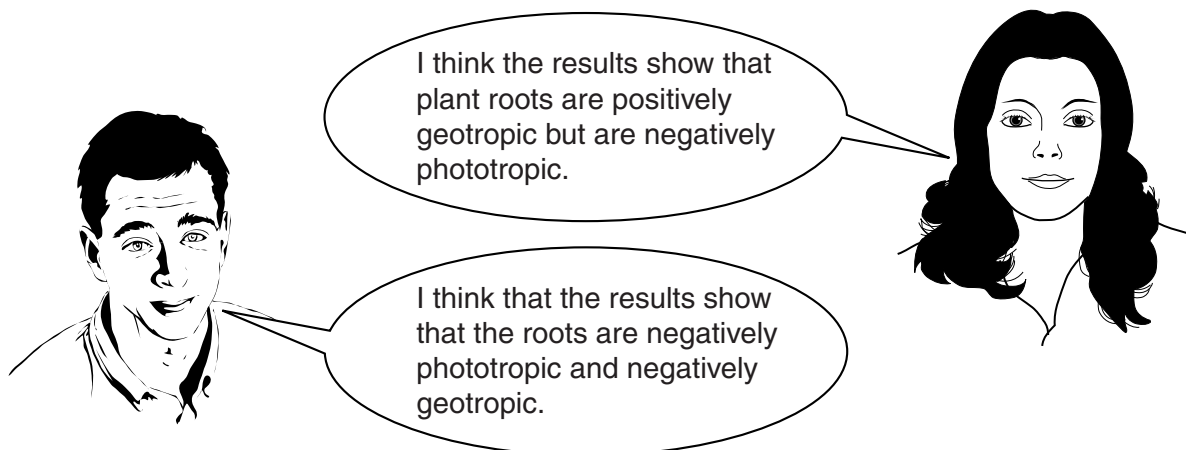 I think the results show that
plant roots are positively
geotropic but are negatively
phototropic.
I think that the results show
that the roots are negatively
phototropic and negatively
geotropic.